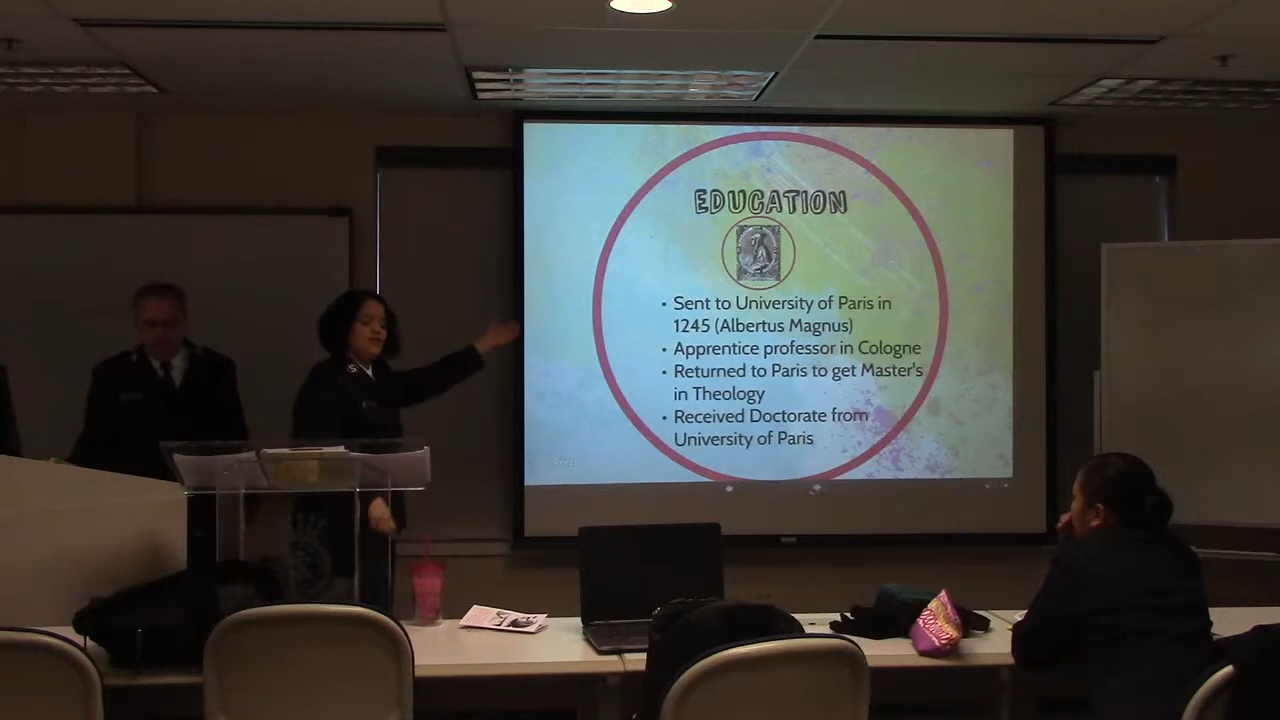 EDUCATION
• Sent to University of Paris in
1245 (Albertus Magnus)
• Apprentice professor in Cologne
• Returned to Paris to get Master's
in Theology
• Received Doctorate from
University of Paris
Prezi
S